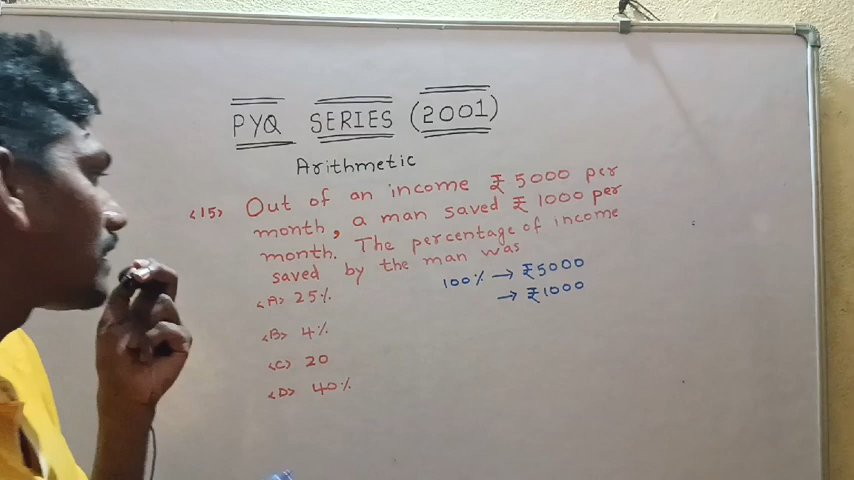 PYQ SERIES (2001)
Arithmetic
<15> Out of an income ₹ 5000 per
month, a man saved ₹ 1000 per
month. The percentage of income
saved by the man was
100% → ₹5000
→ ₹1000
<A> 25%
<B> 4%
<C> 20
<D> 40%